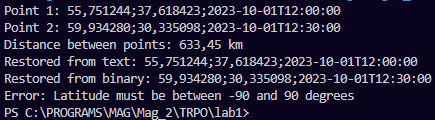 Point 1: 55,751244;37,618423;2023-10-01T12:00:00
Point 2: 59,934280;30,335098;2023-10-01T12:30:00
Distance between points: 633,45 km
Restored from text: 55,751244;37,618423;2023-10-01T12:00:00
Restored from binary: 59,934280;30,335098;2023-10-01T12:30:00
Error: Latitude must be between -90 and 90 degrees
PS C:\PROGRAMS\MAG\Mag_2\TRPO\lab1>